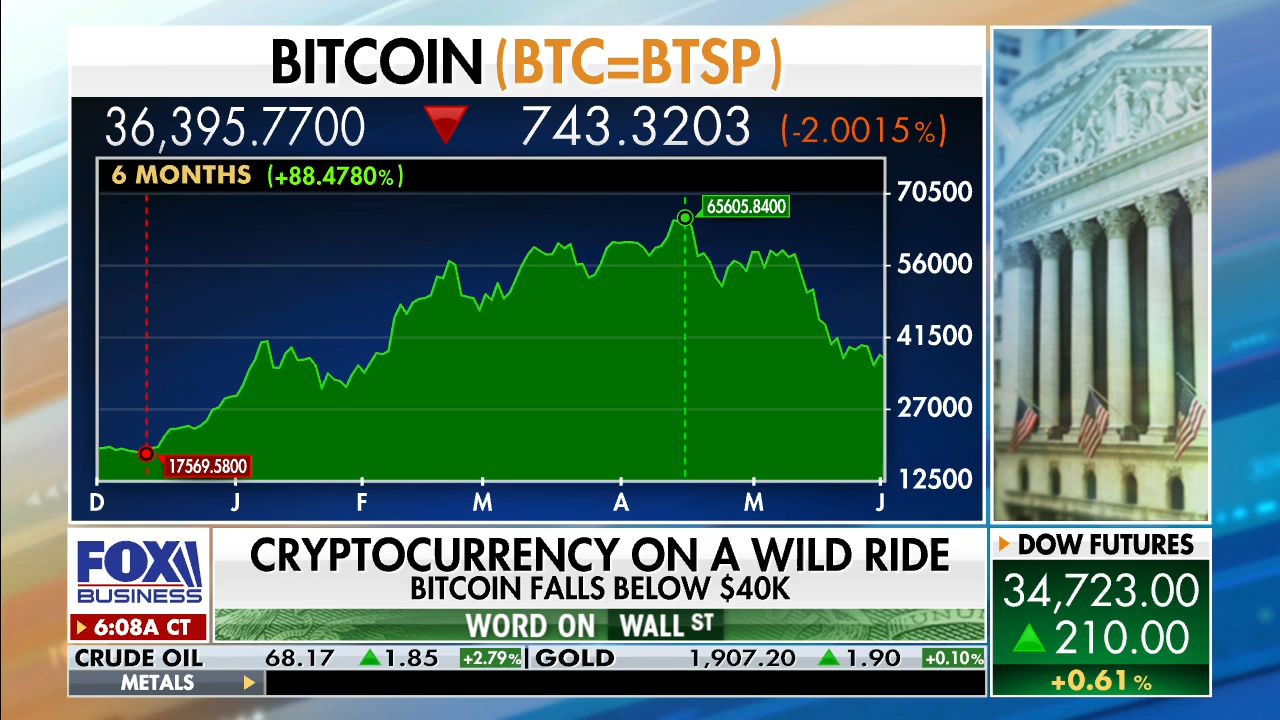 BITCOIN (BTC=BTSP)
36,395.7700 743.3203 (-2.0015%)
6 MONTHS (+88.4780%)
70500
65605.8400
56000
41500
27000
17569.5800
12500
D J F M A M J
FOX
BUSINESS
6:08A CT
CRYPTOCURRENCY ON A WILD RIDE
BITCOIN FALLS BELOW $40K
WORD ON WALL ST
DOW FUTURES
34,723.00
210.00
+0.61%
CRUDE OIL 68.17 1.85 +2.79% GOLD 1,907.20 1.90 +0.10%
METALS